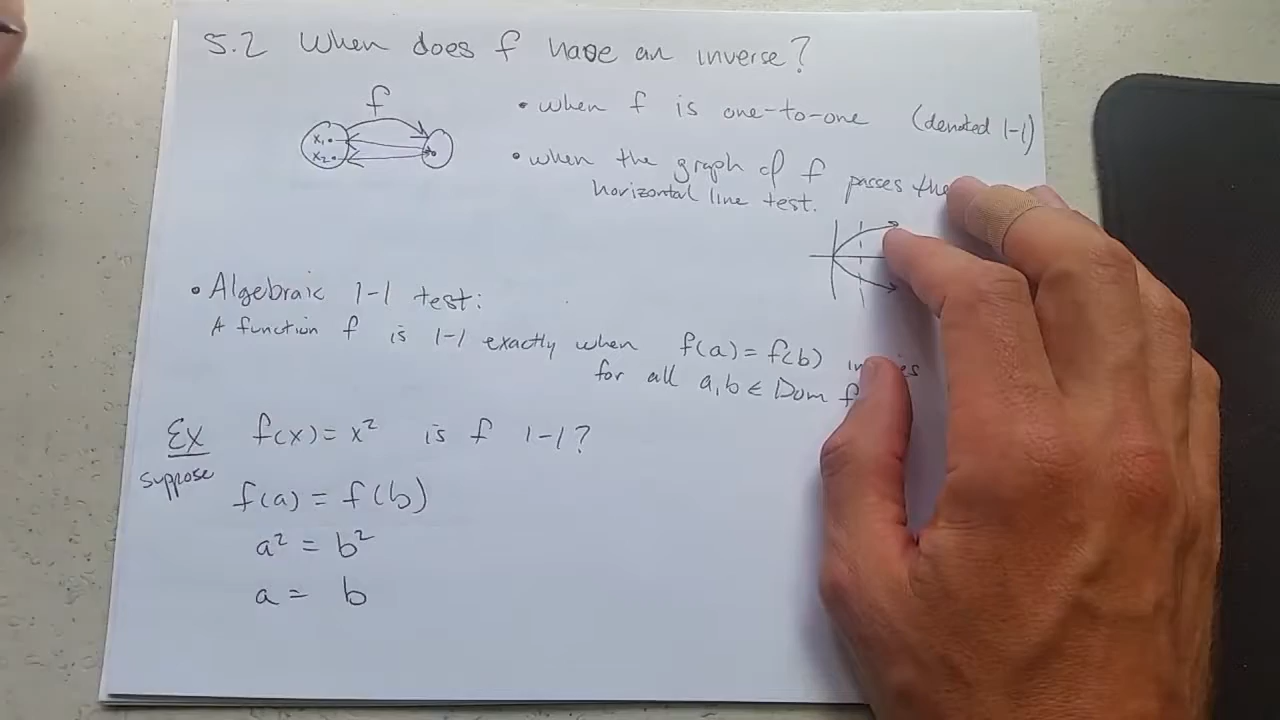 5.2 When does f have an inverse?
f
x₁
x₂
• when f is one-to-one (denoted 1-1)
• when the graph of f passes the
horizontal line test.
• Algebraic 1-1 test:
A function f is 1-1 exactly when f(a) = f(b)
for all a, b ∈ Dom f
Ex f(x) = x² is f 1-1?
suppose
f(a) = f(b)
a² = b²
a = b